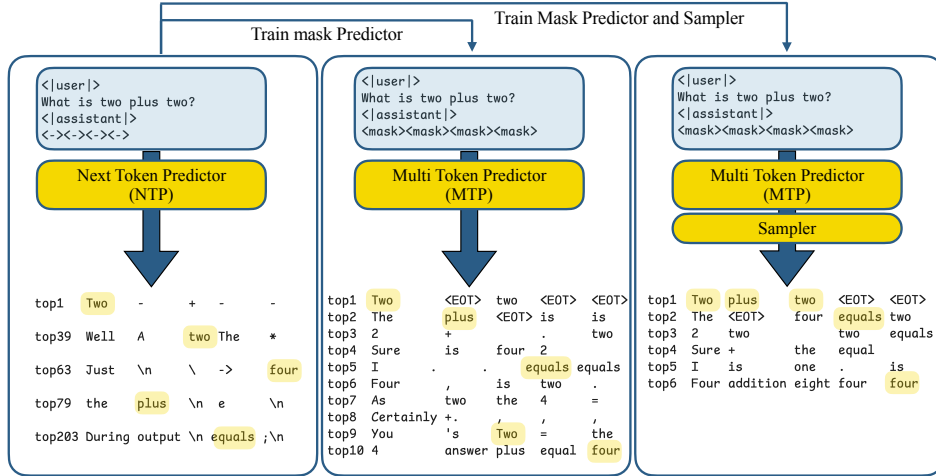 Train Mask Predictor and Sampler
Train mask Predictor
<|user|>
What is two plus two?
<|assistant|>
<-><-><-><->
Next Token Predictor
(NTP)
top1 Two - + - -
top39 Well A two The *
top63 Just \n \ -> four
top79 the plus \n e \n
top203 During output \n equals ;\n
<|user|>
What is two plus two?
<|assistant|>
<mask><mask><mask><mask>
Multi Token Predictor
(MTP)
top1 Two <EOT> two <EOT> <EOT>
top2 The plus <EOT> is is
top3 2 + . two
top4 Sure is four 2
top5 I . . equals equals
top6 Four , is two .
top7 As two the 4 =
top8 Certainly +. , , ,
top9 You 's Two = the
top10 4 answer plus equal four
<|user|>
What is two plus two?
<|assistant|>
<mask><mask><mask><mask>
Multi Token Predictor
(MTP)
Sampler
top1 Two plus two <EOT> <EOT>
top2 The <EOT> four equals two
top3 2 two two equals
top4 Sure + the equal
top5 I is one . is
top6 Four addition eight four four